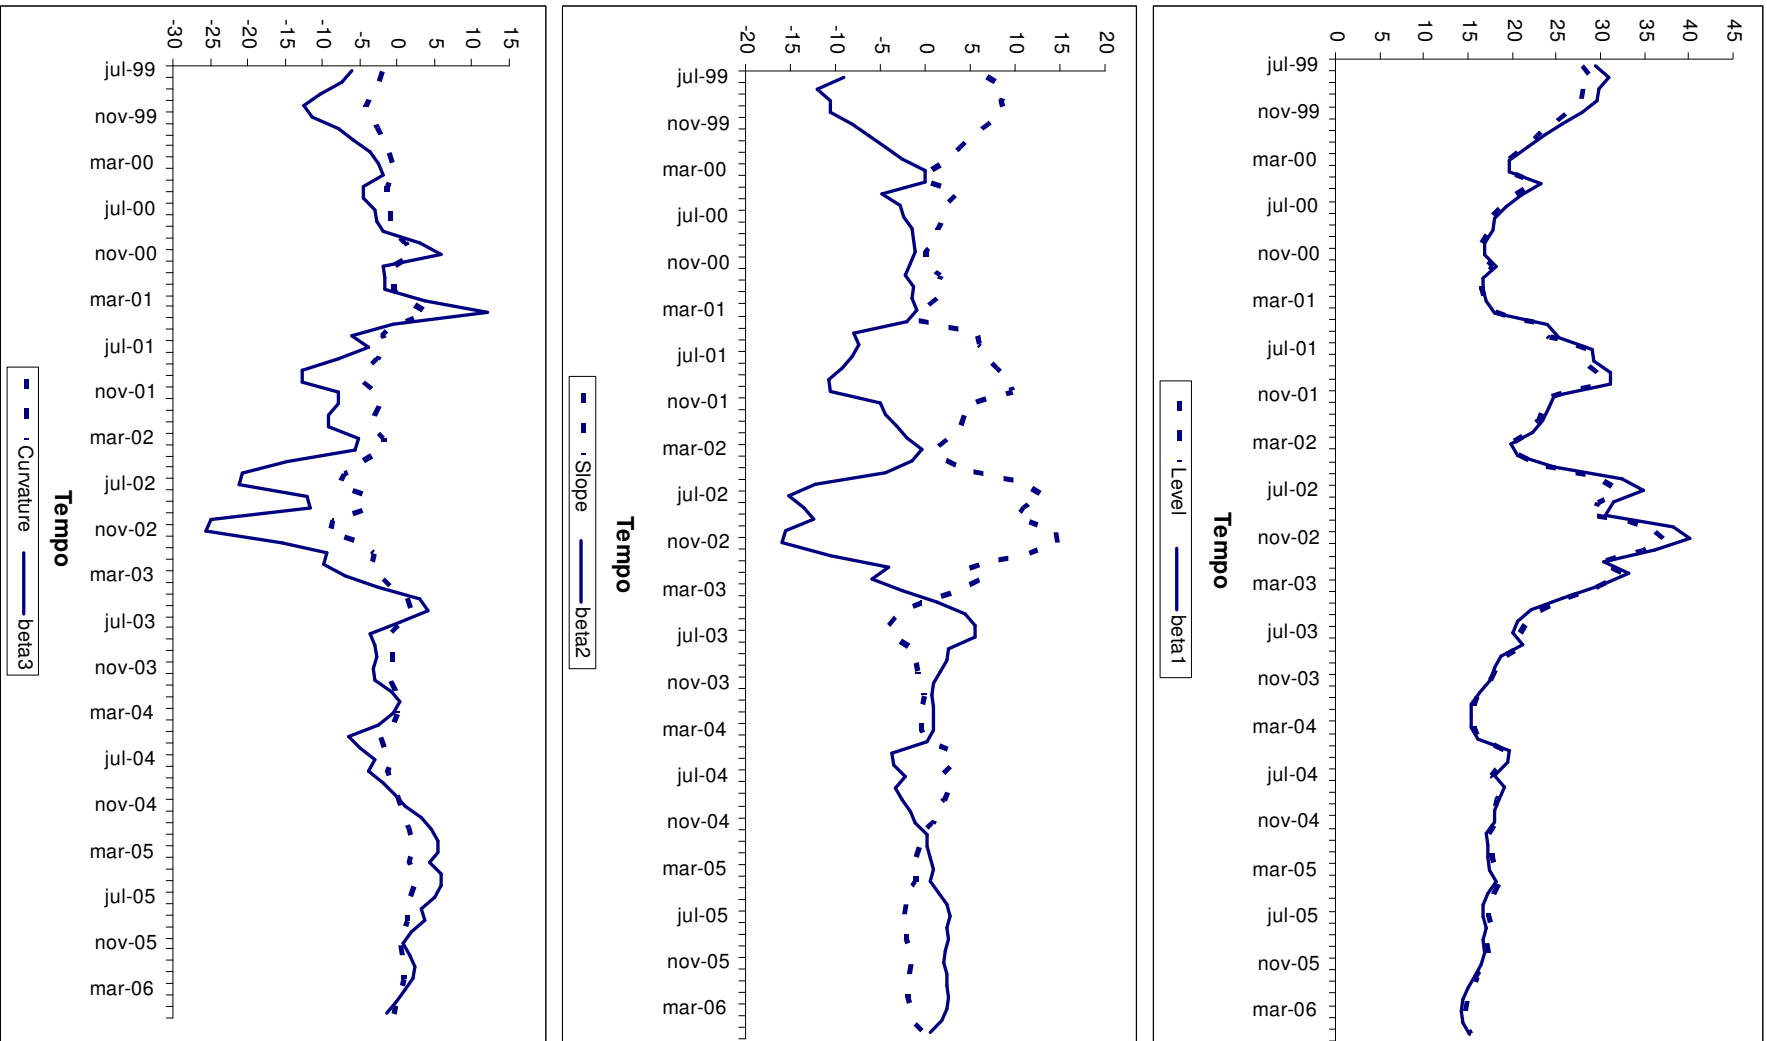 45
40
35
30
25
20
15
10
5
0
jul-99
nov-99
mar-00
jul-00
nov-00
mar-01
jul-01
nov-01
mar-02
jul-02
nov-02
mar-03
jul-03
nov-03
mar-04
jul-04
nov-04
mar-05
jul-05
nov-05
mar-06
Tempo
Level beta1
20
15
10
5
0
-5
-10
-15
-20
jul-99
nov-99
mar-00
jul-00
nov-00
mar-01
jul-01
nov-01
mar-02
jul-02
nov-02
mar-03
jul-03
nov-03
mar-04
jul-04
nov-04
mar-05
jul-05
nov-05
mar-06
Tempo
Slope beta2
15
10
5
0
-5
-10
-15
-20
-25
-30
jul-99
nov-99
mar-00
jul-00
nov-00
mar-01
jul-01
nov-01
mar-02
jul-02
nov-02
mar-03
jul-03
nov-03
mar-04
jul-04
nov-04
mar-05
jul-05
nov-05
mar-06
Tempo
Curvature beta3